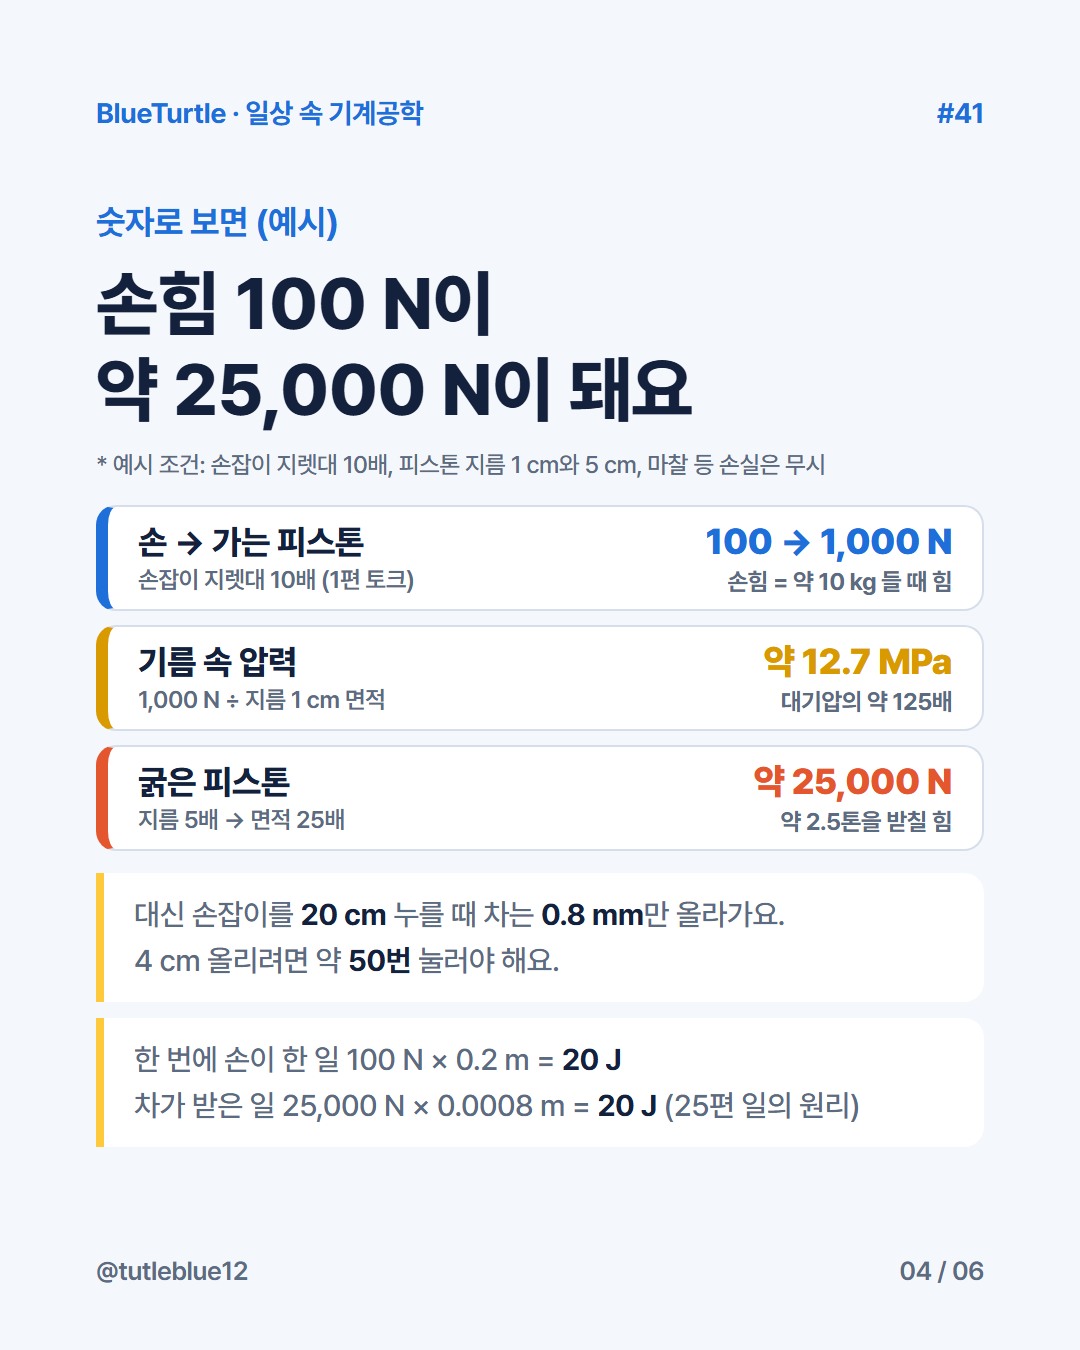 BlueTurtle · 일상 속 기계공학
#41
숫자로 보면 (예시)
손힘 100 N이
약 25,000 N이 돼요
* 예시 조건: 손잡이 지렛대 10배, 피스톤 지름 1 cm와 5 cm, 마찰 등 손실은 무시
손 → 가는 피스톤
손잡이 지렛대 10배 (1편 토크)
100 → 1,000 N
손힘 = 약 10 kg 들 때 힘
기름 속 압력
1,000 N ÷ 지름 1 cm 면적
약 12.7 MPa
대기압의 약 125배
굵은 피스톤
지름 5배 → 면적 25배
약 25,000 N
약 2.5톤을 받칠 힘
대신 손잡이를 20 cm 누를 때 차는 0.8 mm만 올라가요.
4 cm 올리려면 약 50번 눌러야 해요.
한 번에 손이 한 일 100 N × 0.2 m = 20 J
차가 받은 일 25,000 N × 0.0008 m = 20 J (25편 일의 원리)
@tutleblue12
04 / 06